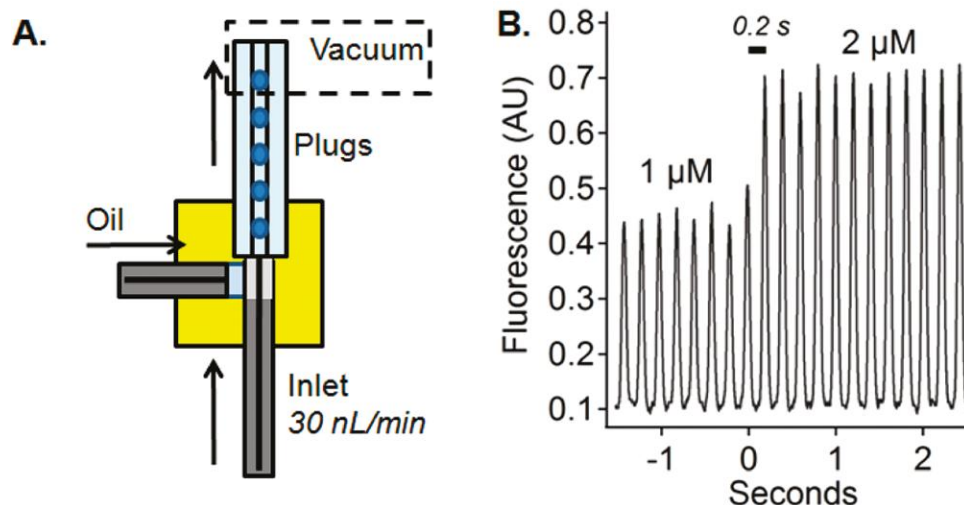 A.
Vacuum
Plugs
Oil
Inlet
30 nL/min
B.
0.2 s
2 µM
1 µM
Fluorescence (AU)
0.8
0.7
0.6
0.5
0.4
0.3
0.2
0.1
-1 0 1 2
Seconds